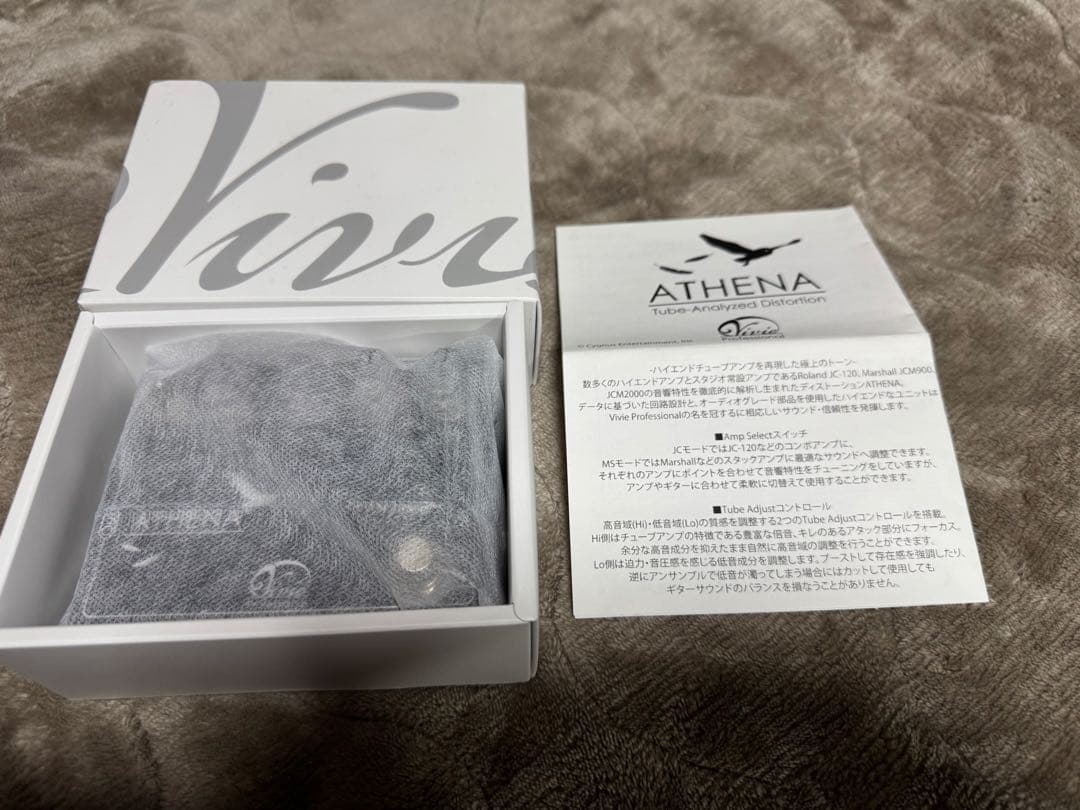 Vivie
ATHENA
Tube-Analyzed Distortion
Vivie
Professional
© Cygnus Entertainment, Inc
-ハイエンドチューブアンプを再現した極上のトーン-
数多くのハイエンドアンプとスタジオ常設アンプであるRoland JC-120、Marshall JCM900、
JCM2000の音響特性を徹底的に解析し生まれたディストーションATHENA。
データに基づいた回路設計と、オーディオグレード部品を使用したハイエンドなユニットは
Vivie Professionalの名を冠するに相応しいサウンド・信頼性を発揮します。
■Amp Selectスイッチ
JCモードではJC-120などのコンボアンプに、
MSモードではMarshallなどのスタックアンプに最適なサウンドへ調整できます。
それぞれのアンプにポイントを合わせて音響特性をチューニングをしていますが、
アンプやギターに合わせて柔軟に切替えて使用することができます。
■Tube Adjustコントロール
高音域(Hi)・低音域(Lo)の質感を調整する2つのTube Adjustコントロールを搭載。
Hi側はチューブアンプの特徴である豊富な倍音、キレのあるアタック部分にフォーカス。
余分な高音成分を抑えたまま自然に高音域の調整を行うことができます。
Lo側は迫力・音圧感を感じる低音成分を調整します。ブーストして存在感を強調したり、
逆にアンサンブルで低音が濁ってしまう場合にはカットして使用しても
ギターサウンドのバランスを損なうことがありません。
ATHENA
Vivie